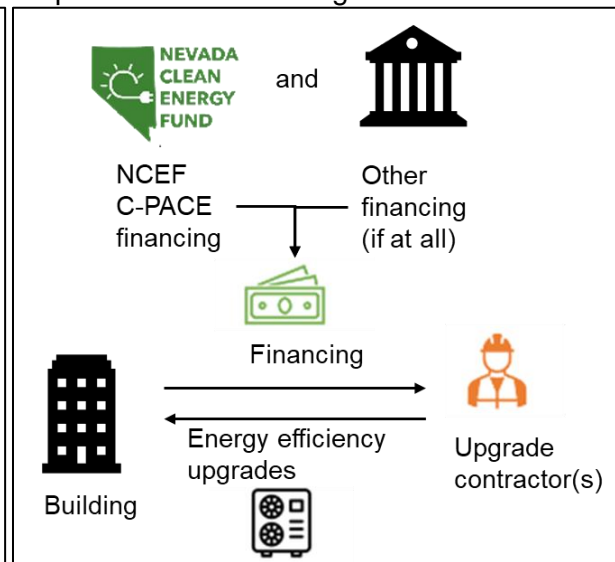 NEVADA
CLEAN
ENERGY
FUND
and
NCEF
C-PACE
financing
Other
financing
(if at all)
Financing
Energy efficiency
upgrades
Building
Upgrade
contractor(s)